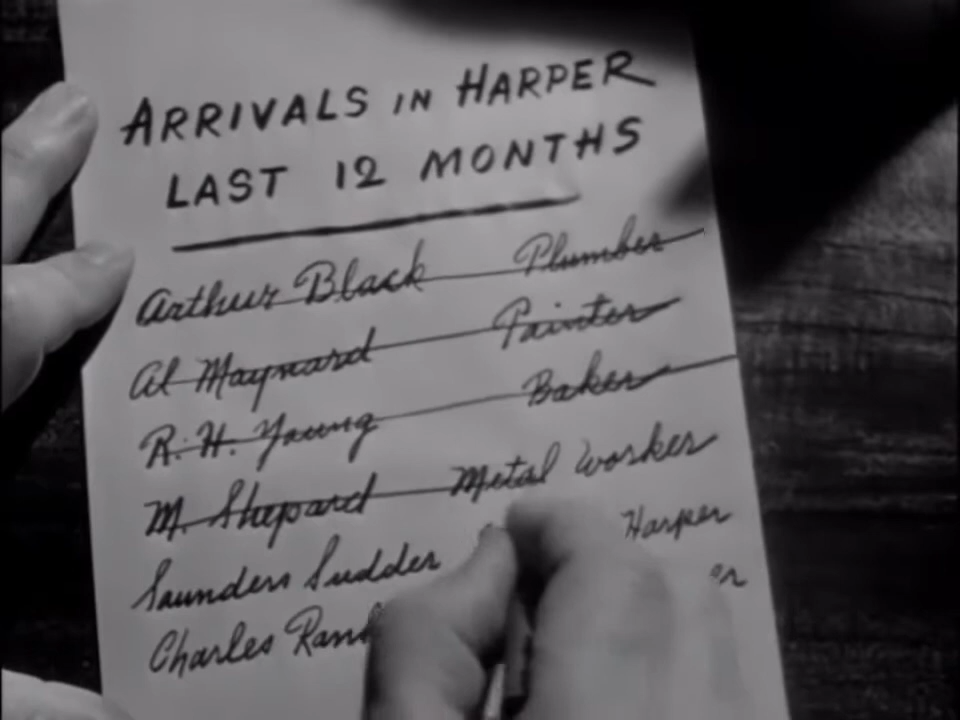 ARRIVALS IN HARPER
LAST 12 MONTHS
Arthur Black Plumber
Al Maynard Painter
R. H. Young Baker
M. Shepard Metal Worker
Saunders Sudder Harper
Charles